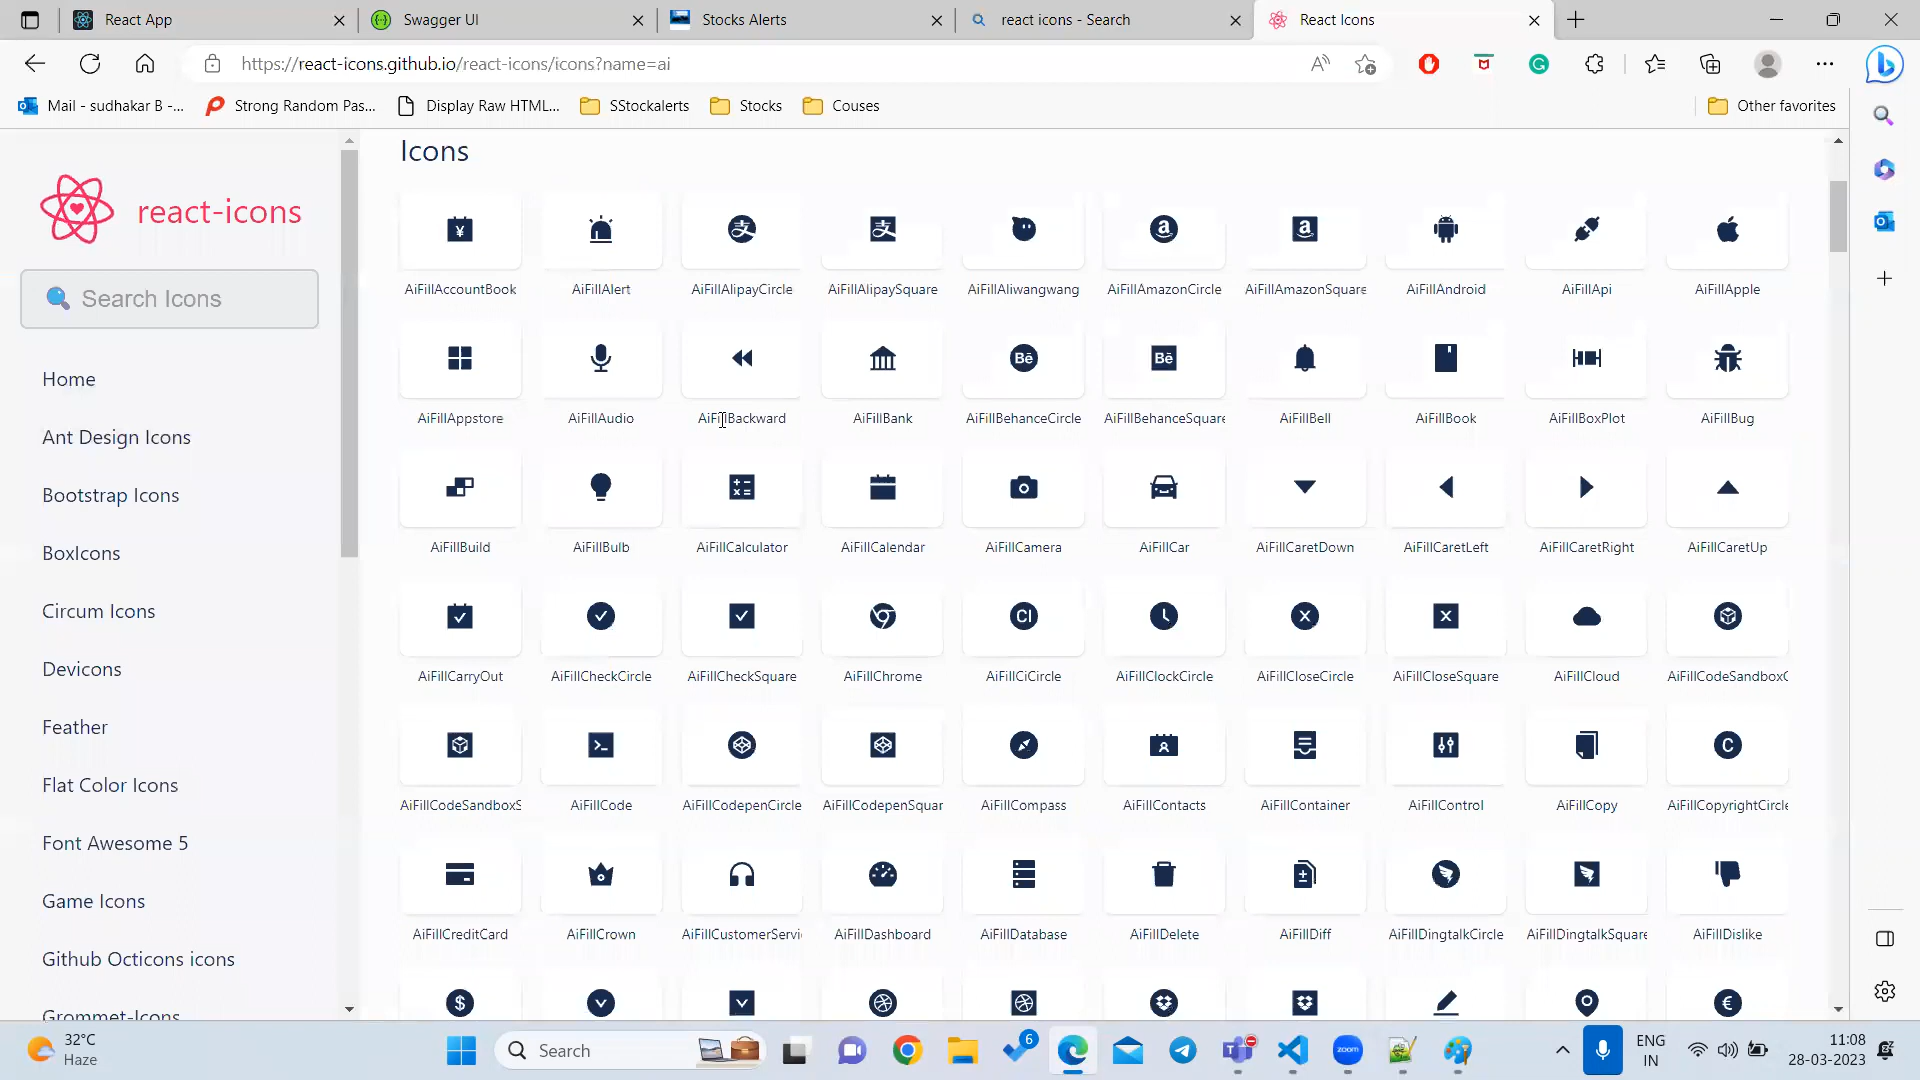 React App
Swagger UI
Stocks Alerts
react icons - Search
React Icons
https://react-icons.github.io/react-icons/icons?name=ai
Mail - sudhakar B -...
Strong Random Pas...
Display Raw HTML...
SStockalerts
Stocks
Couses
Other favorites
react-icons
Search Icons
Home
Ant Design Icons
Bootstrap Icons
BoxIcons
Circum Icons
Devicons
Feather
Flat Color Icons
Font Awesome 5
Game Icons
Github Octicons icons
Grommet-Icons
Icons
AiFillAccountBook
AiFillAlert
AiFillAlipayCircle
AiFillAlipaySquare
AiFillAliwangwang
AiFillAmazonCircle
AiFillAmazonSquare
AiFillAndroid
AiFillApi
AiFillApple
AiFillAppstore
AiFillAudio
AiFillBackward
AiFillBank
AiFillBehanceCircle
AiFillBehanceSquare
AiFillBell
AiFillBook
AiFillBoxPlot
AiFillBug
AiFillBuild
AiFillBulb
AiFillCalculator
AiFillCalendar
AiFillCamera
AiFillCar
AiFillCaretDown
AiFillCaretLeft
AiFillCaretRight
AiFillCaretUp
AiFillCarryOut
AiFillCheckCircle
AiFillCheckSquare
AiFillChrome
AiFillCiCircle
AiFillClockCircle
AiFillCloseCircle
AiFillCloseSquare
AiFillCloud
AiFillCodeSandboxC
AiFillCodeSandboxS
AiFillCode
AiFillCodepenCircle
AiFillCodepenSquar
AiFillCompass
AiFillContacts
AiFillContainer
AiFillControl
AiFillCopy
AiFillCopyrightCircle
AiFillCreditCard
AiFillCrown
AiFillCustomerServi
AiFillDashboard
AiFillDatabase
AiFillDelete
AiFillDiff
AiFillDingtalkCircle
AiFillDingtalkSquare
AiFillDislike
32°C
Haze
Search
6
zoom
ENG
IN
11:08
28-03-2023